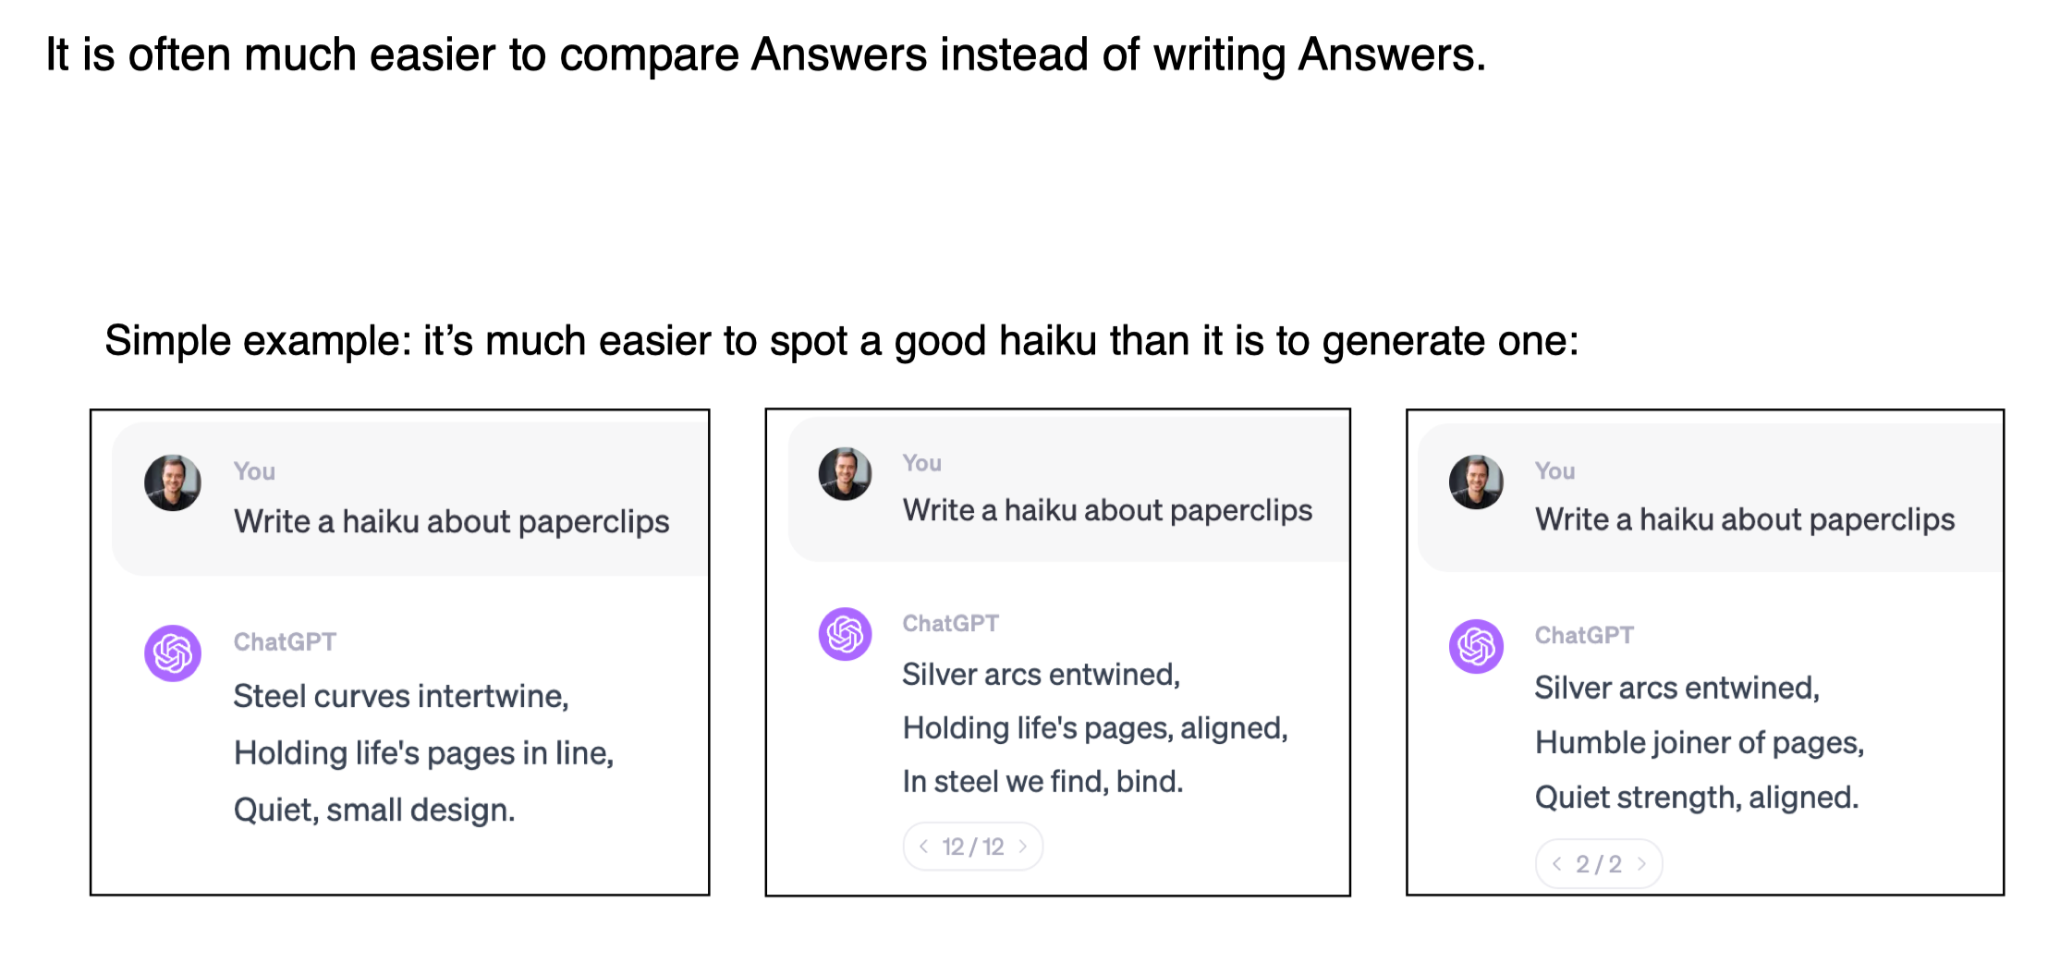 It is often much easier to compare Answers instead of writing Answers.
Simple example: it’s much easier to spot a good haiku than it is to generate one:
You
Write a haiku about paperclips
ChatGPT
Steel curves intertwine,
Holding life's pages in line,
Quiet, small design.
You
Write a haiku about paperclips
ChatGPT
Silver arcs entwined,
Holding life's pages, aligned,
In steel we find, bind.
< 12 / 12 >
You
Write a haiku about paperclips
ChatGPT
Silver arcs entwined,
Humble joiner of pages,
Quiet strength, aligned.
< 2 / 2 >